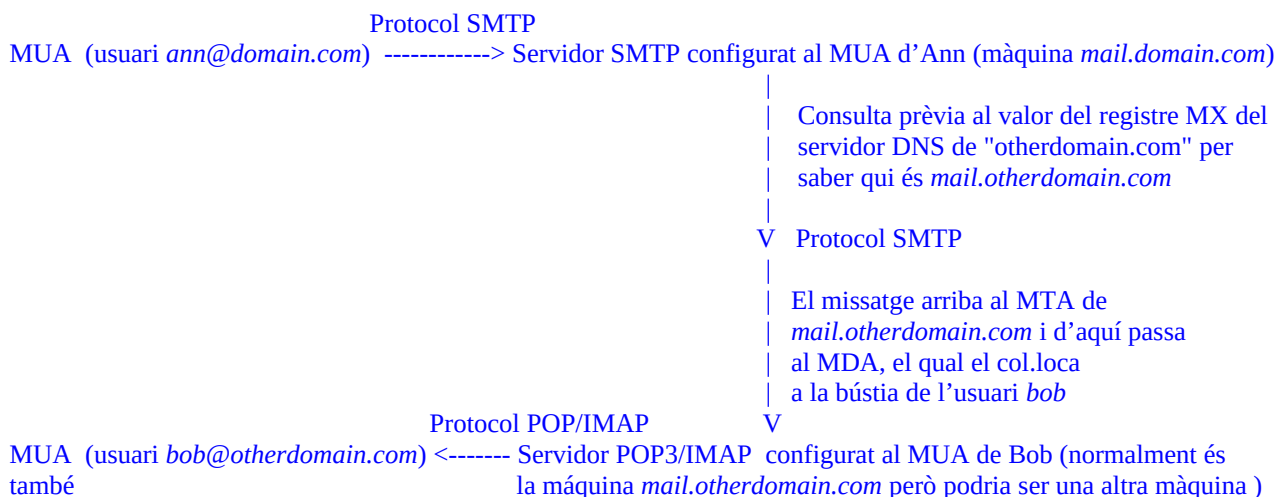 Protocol SMTP
MUA (usuari ann@domain.com) ------------> Servidor SMTP configurat al MUA d’Ann (màquina mail.domain.com)
|
| Consulta prèvia al valor del registre MX del
| servidor DNS de "otherdomain.com" per
| saber qui és mail.otherdomain.com
|
V Protocol SMTP
|
| El missatge arriba al MTA de
| mail.otherdomain.com i d’aquí passa
| al MDA, el qual el col.loca
| a la bústia de l’usuari bob
Protocol POP/IMAP V
MUA (usuari bob@otherdomain.com) <------- Servidor POP3/IMAP configurat al MUA de Bob (normalment és
també la máquina mail.otherdomain.com però podria ser una altra màquina )